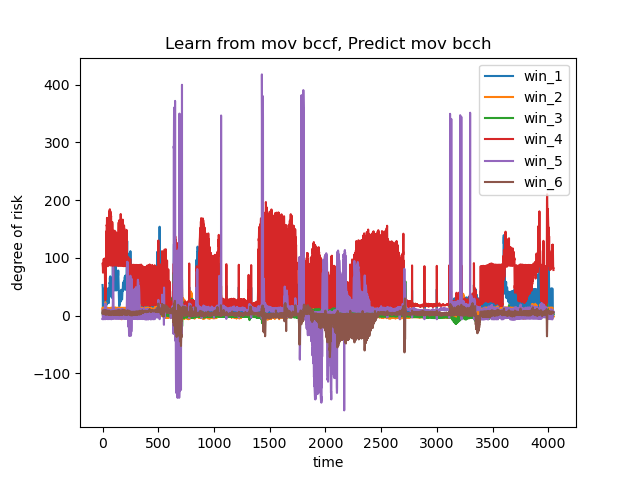 Learn from mov bccf, Predict mov bcch
degree of risk
400
300
200
100
0
−100
0 500 1000 1500 2000 2500 3000 3500 4000
time
win_1
win_2
win_3
win_4
win_5
win_6